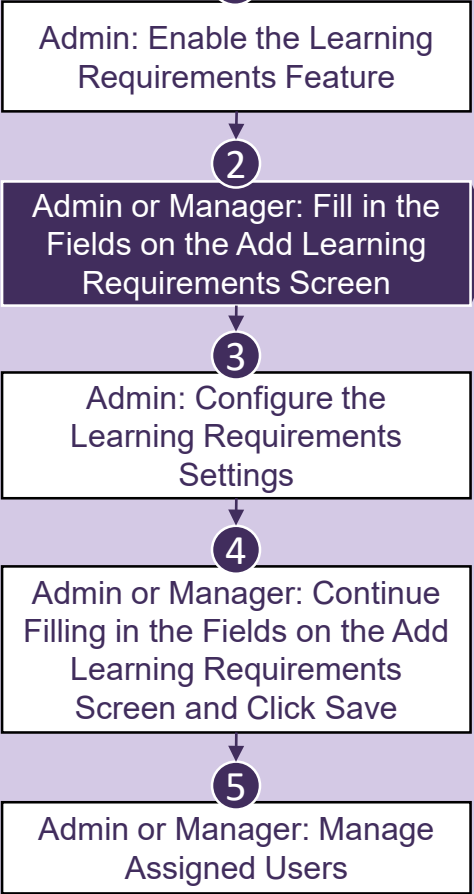 Admin: Enable the Learning
Requirements Feature
2
Admin or Manager: Fill in the
Fields on the Add Learning
Requirements Screen
3
Admin: Configure the
Learning Requirements
Settings
4
Admin or Manager: Continue
Filling in the Fields on the Add
Learning Requirements
Screen and Click Save
5
Admin or Manager: Manage
Assigned Users